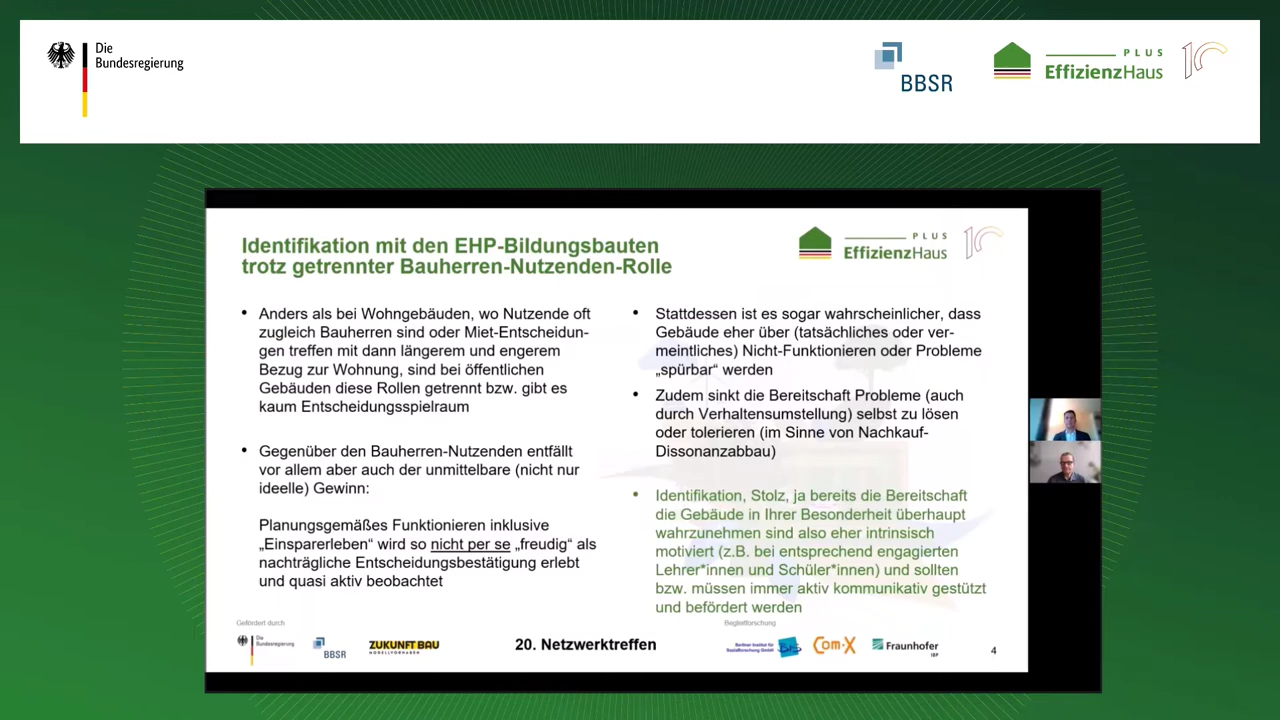 Die
Bundesregierung
BBSR
PLUS
EffizienzHaus
10
Identifikation mit den EHP-Bildungsbauten
trotz getrennter Bauherren-Nutzenden-Rolle
PLUS
EffizienzHaus
10
• Anders als bei Wohngebäuden, wo Nutzende oft
zugleich Bauherren sind oder Miet-Entscheidun-
gen treffen mit dann längerem und engerem
Bezug zur Wohnung, sind bei öffentlichen
Gebäuden diese Rollen getrennt bzw. gibt es
kaum Entscheidungsspielraum
• Gegenüber den Bauherren-Nutzenden entfällt
vor allem aber auch der unmittelbare (nicht nur
ideelle) Gewinn:
Planungsgemäßes Funktionieren inklusive
„Einsparerleben“ wird so nicht per se „freudig“ als
nachträgliche Entscheidungsbestätigung erlebt
und quasi aktiv beobachtet
• Stattdessen ist es sogar wahrscheinlicher, dass
Gebäude eher über (tatsächliches oder ver-
meintliches) Nicht-Funktionieren oder Probleme
„spürbar“ werden
• Zudem sinkt die Bereitschaft Probleme (auch
durch Verhaltensumstellung) selbst zu lösen
oder tolerieren (im Sinne von Nachkauf-
Dissonanzabbau)
• Identifikation, Stolz, ja bereits die Bereitschaft
die Gebäude in Ihrer Besonderheit überhaupt
wahrzunehmen sind also eher intrinsisch
motiviert (z.B. bei entsprechend engagierten
Lehrer*innen und Schüler*innen) und sollten
bzw. müssen immer aktiv kommunikativ gestützt
und befördert werden
Gefördert durch
Die
Bundesregierung
BBSR
ZUKUNFT BAU
MODELLVORHABEN
20. Netzwerktreffen
Begleitforschung
Berliner Institut für
Sozialforschung GmbH
BIS
Com·X
Fraunhofer
IBP
4